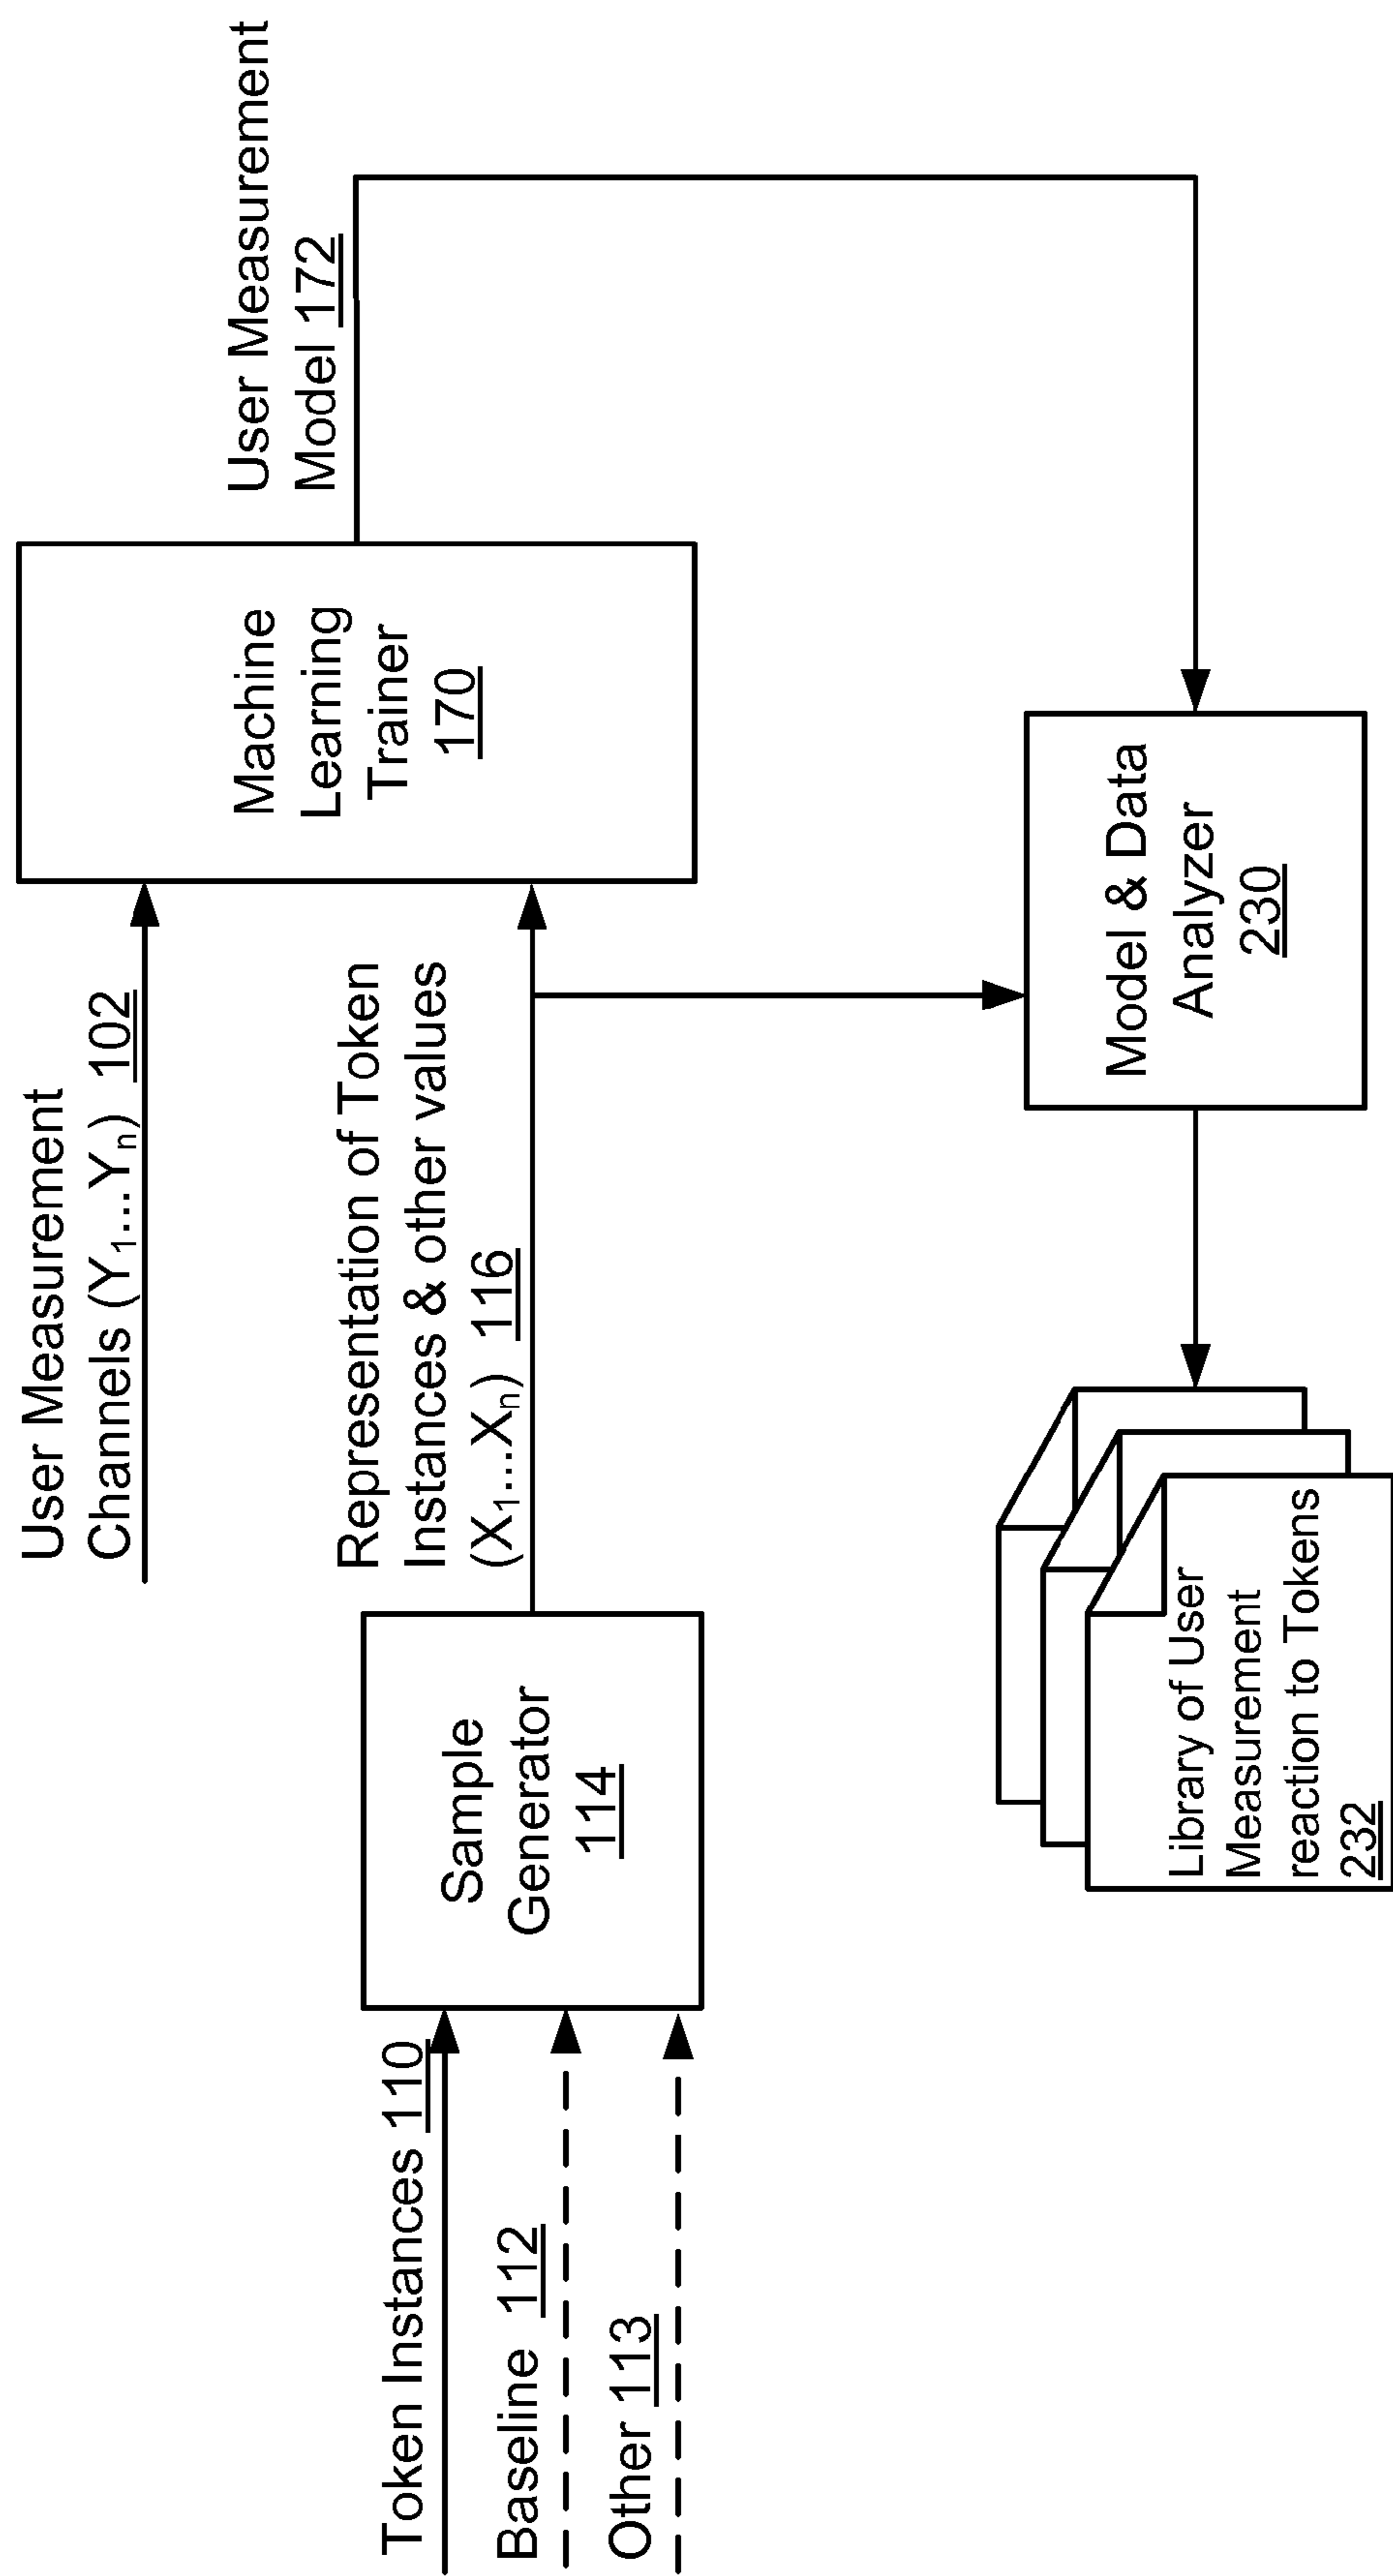 User Measurement
Channels (Y1...Yn) 102
User Measurement
Model 172
Machine
Learning
Trainer
170
Representation of Token
Instances & other values
(X1...Xn) 116
Token Instances 110
Baseline 112
Other 113
Sample
Generator
114
Model & Data
Analyzer
230
Library of User
Measurement
reaction to Tokens
232